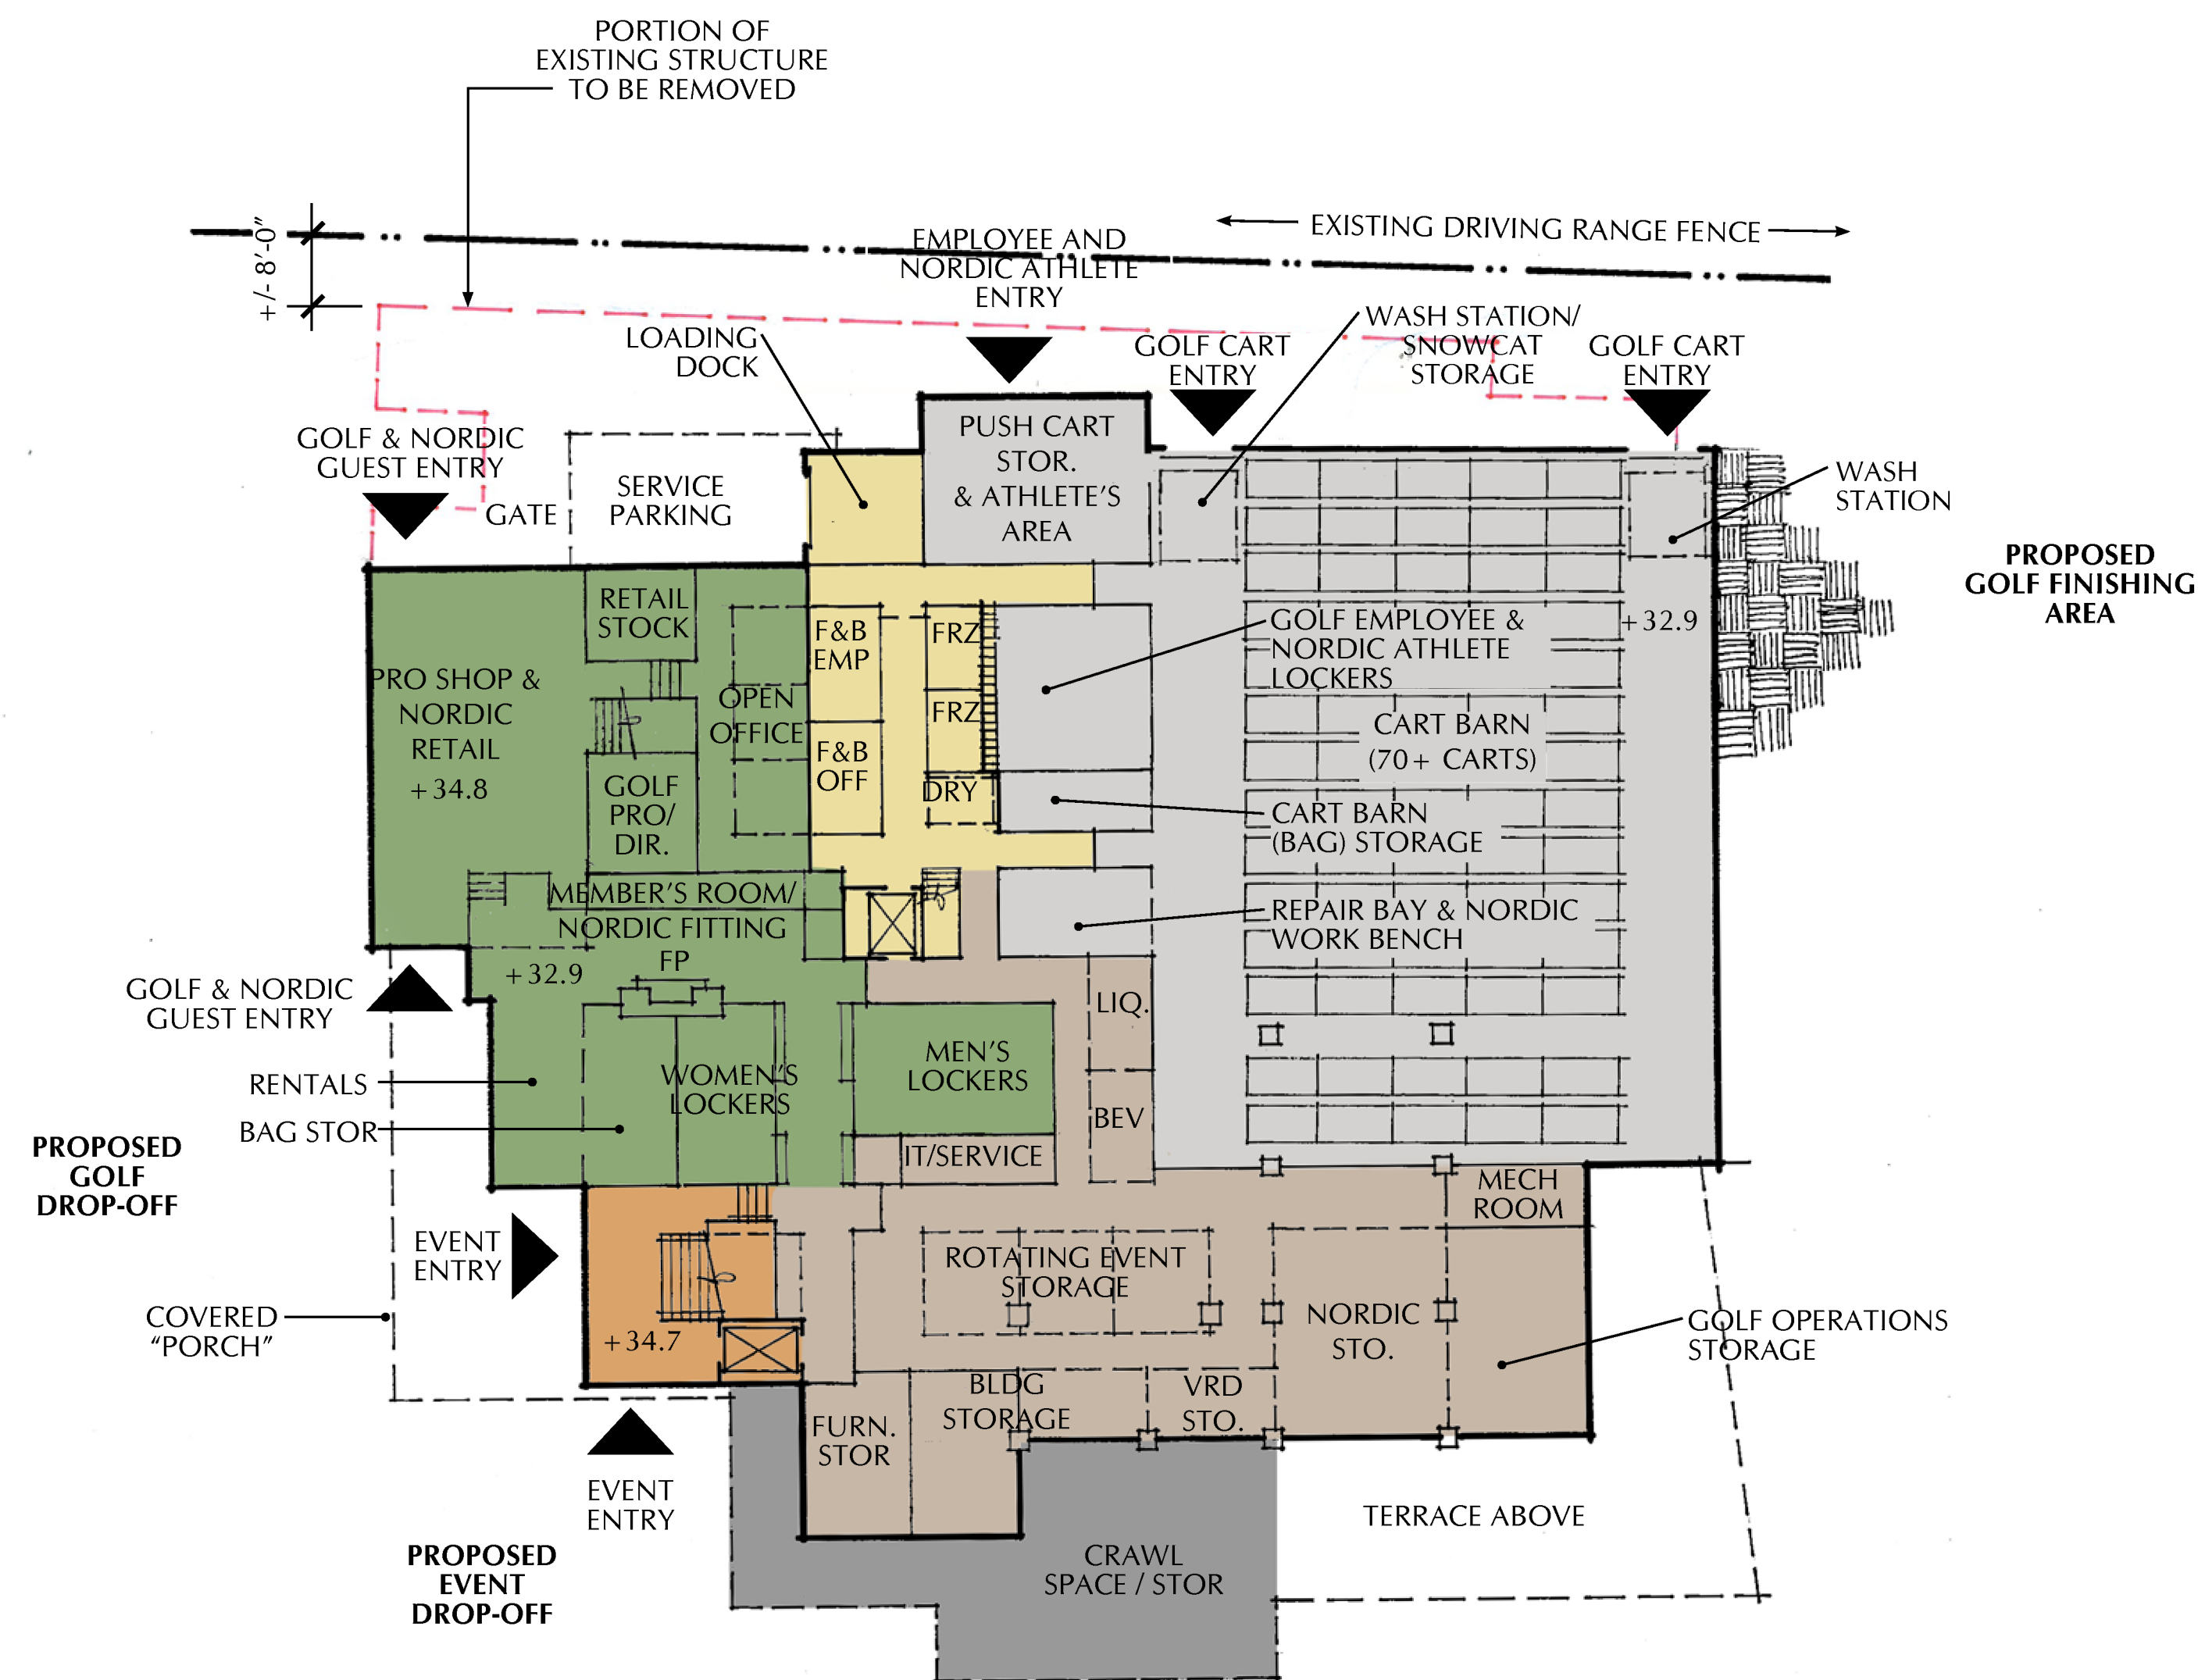 PORTION OF
EXISTING STRUCTURE
TO BE REMOVED
+/- 8'-0"
EMPLOYEE AND
NORDIC ATHLETE
ENTRY
EXISTING DRIVING RANGE FENCE
LOADING
DOCK
WASH STATION/
SNOWCAT
STORAGE
GOLF CART
ENTRY
GOLF CART
ENTRY
GOLF & NORDIC
GUEST ENTRY
GATE
SERVICE
PARKING
PUSH CART
STOR.
& ATHLETE'S
AREA
WASH
STATION
PROPOSED
GOLF FINISHING
AREA
RETAIL
STOCK
F&B
EMP
FRZ
FRZ
GOLF EMPLOYEE &
NORDIC ATHLETE
LOCKERS
+32.9
PRO SHOP &
NORDIC
RETAIL
+34.8
OPEN
OFFICE
F&B
OFF
DRY
GOLF
PRO/
DIR.
CART BARN
(70+ CARTS)
CART BARN
(BAG) STORAGE
MEMBER'S ROOM/
NORDIC FITTING
FP
+32.9
REPAIR BAY & NORDIC
WORK BENCH
GOLF & NORDIC
GUEST ENTRY
LIQ.
RENTALS
BAG STOR
WOMEN'S
LOCKERS
MEN'S
LOCKERS
BEV
IT/SERVICE
PROPOSED
GOLF
DROP-OFF
MECH
ROOM
EVENT
ENTRY
ROTATING EVENT
STORAGE
COVERED
“PORCH”
+34.7
NORDIC
STO.
GOLF OPERATIONS
STORAGE
BLDG
STORAGE
VRD
STO.
FURN.
STOR
EVENT
ENTRY
TERRACE ABOVE
PROPOSED
EVENT
DROP-OFF
CRAWL
SPACE / STOR